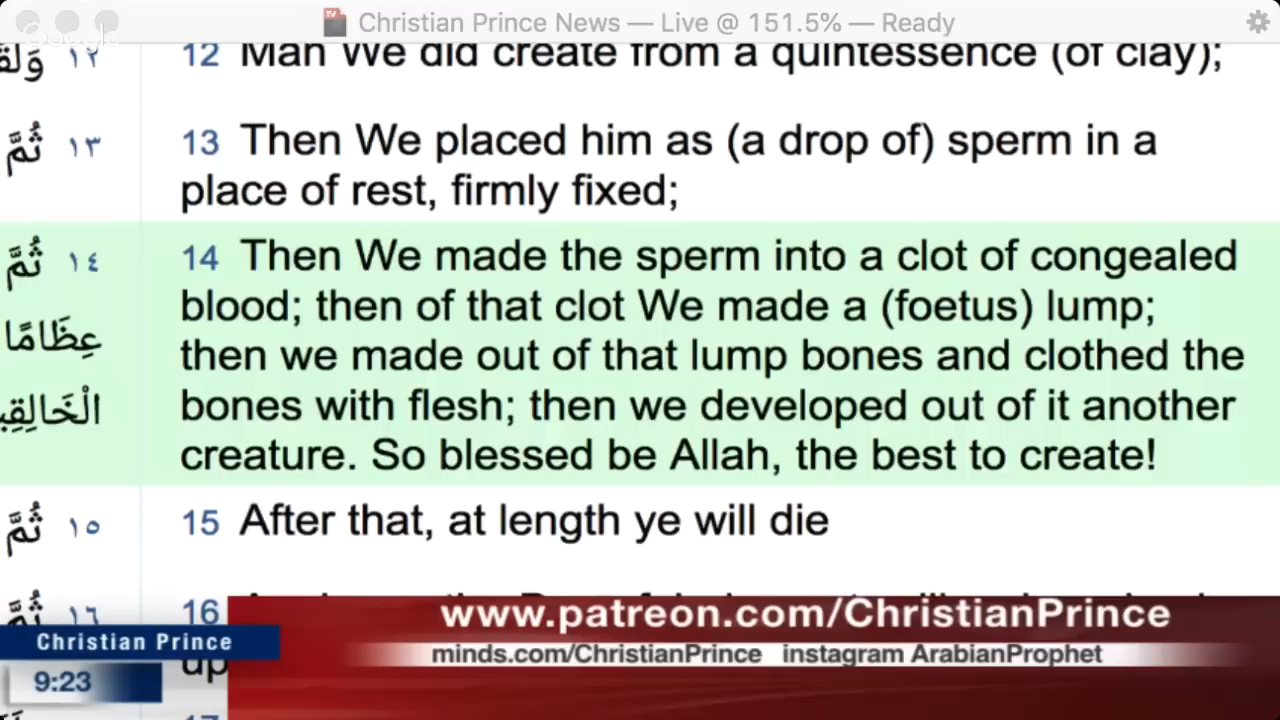 Christian Prince News — Live @ 151.5% — Ready
Google
١٢ 12 Man We did create from a quintessence (of clay);
ثُمَّ ١٣ 13 Then We placed him as (a drop of) sperm in a
place of rest, firmly fixed;
ثُمَّ ١٤ 14 Then We made the sperm into a clot of congealed
blood; then of that clot We made a (foetus) lump;
عِظَامًا then we made out of that lump bones and clothed the
bones with flesh; then we developed out of it another
creature. So blessed be Allah, the best to create!
ثُمَّ ١٥ 15 After that, at length ye will die
ثُمَّ ١٦ 16
up
www.patreon.com/ChristianPrince
Christian Prince
minds.com/ChristianPrince instagram ArabianProphet
9:23
17